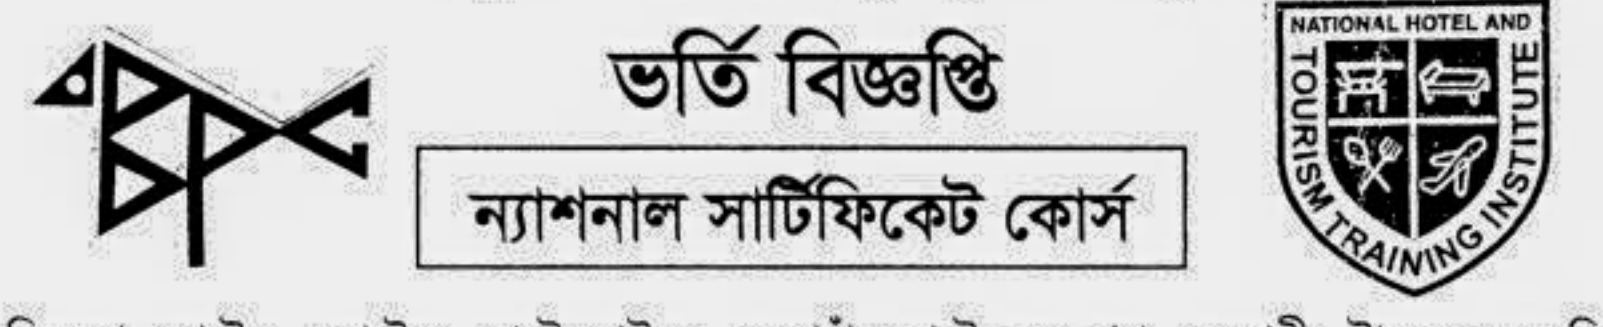 ভর্তি বিজ্ঞপ্তি
ন্যাশনাল সার্টিফিকেট কোর্স
NATIONAL HOTEL AND
TOURISM TRAINING INSTITUTE